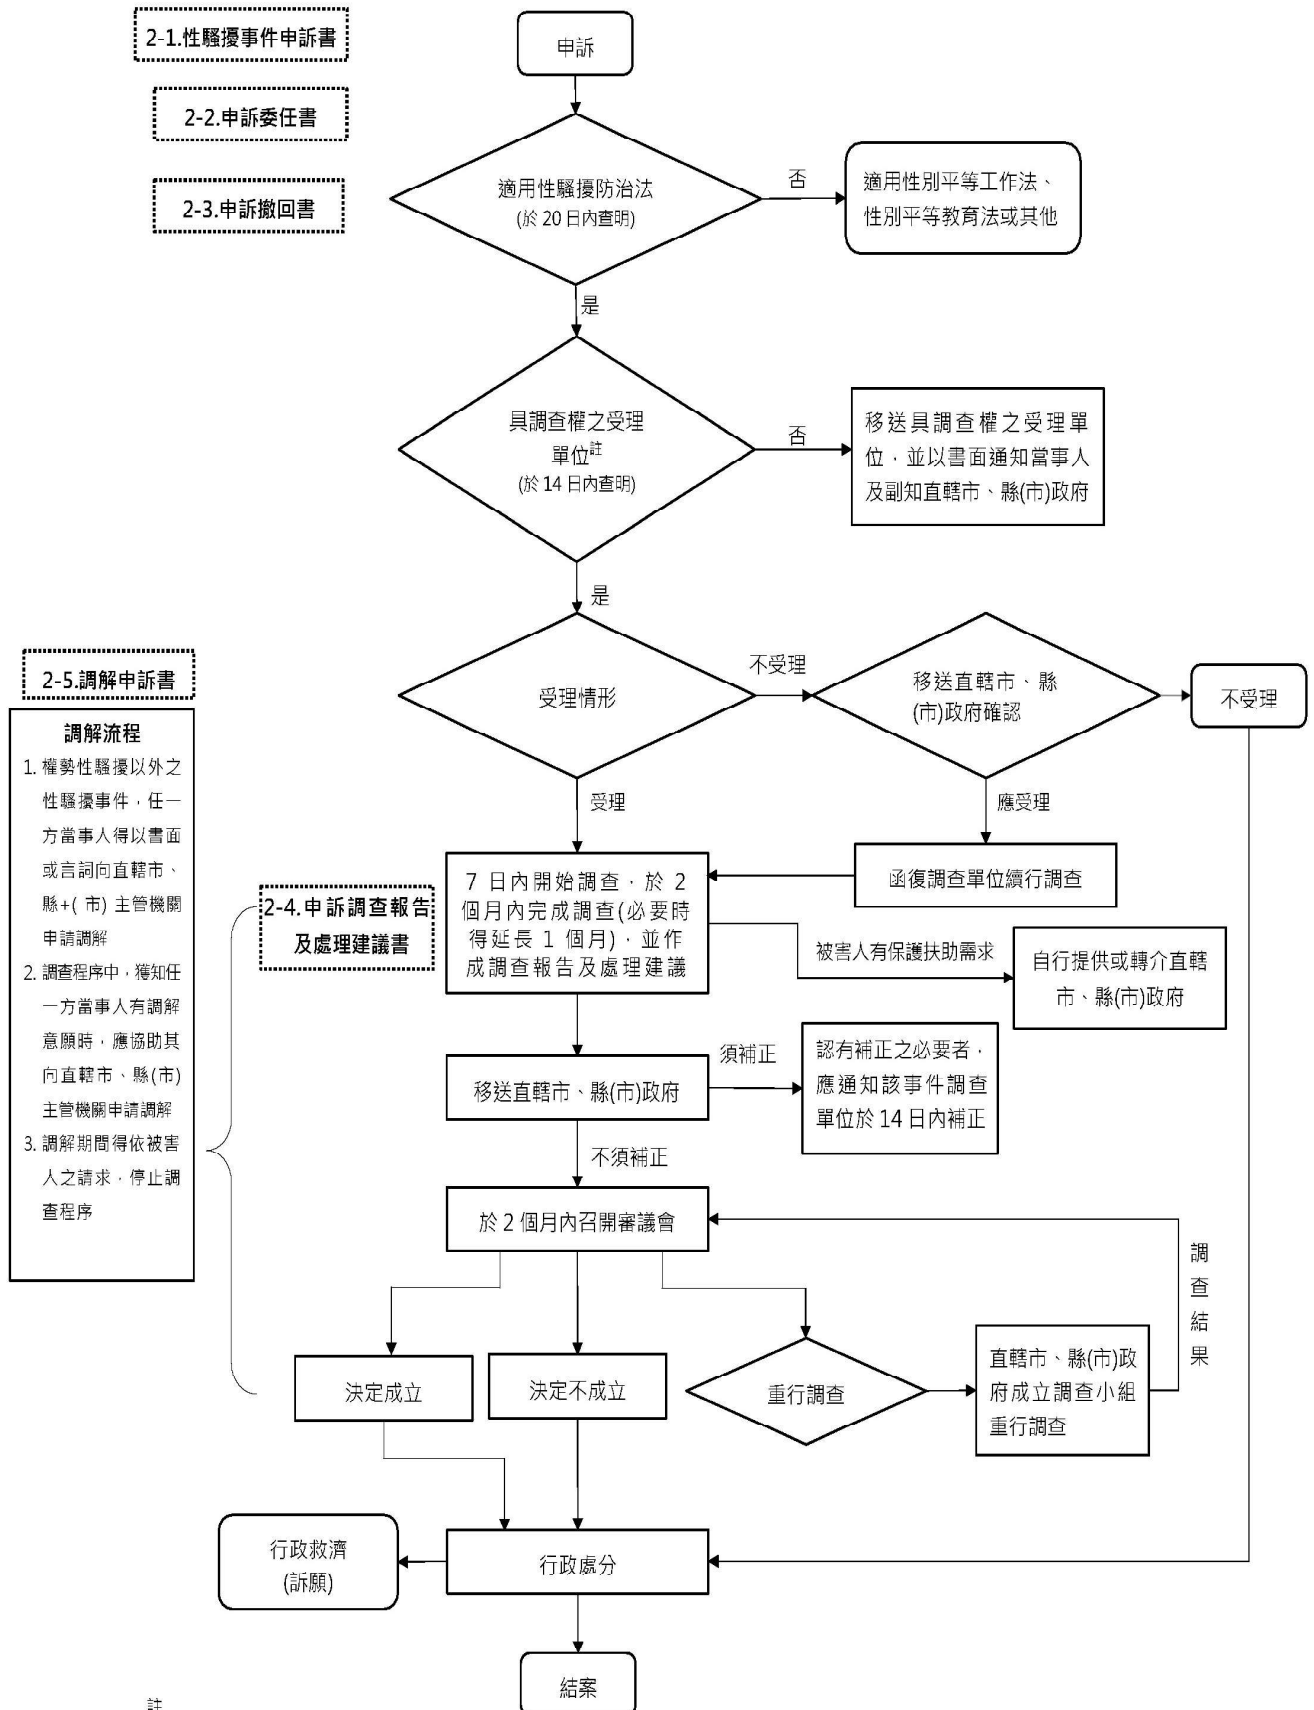 2-1.性騷擾事件申訴書
申訴
2-2.申訴委任書
2-3.申訴撤回書
適用性騷擾防治法
(於 20 日內查明)
否
適用性別平等工作法、
性別平等教育法或其他
是
具調查權之受理
單位註
(於 14 日內查明)
否
移送具調查權之受理單
位，並以書面通知當事人
及副知直轄市、縣(市)政府
是
受理情形
不受理
移送直轄市、縣
(市)政府確認
不受理
受理
應受理
函復調查單位續行調查
2-5.調解申訴書
調解流程
1. 權勢性騷擾以外之
性騷擾事件，任一
方當事人得以書面
或言詞向直轄市、
縣+( 市) 主管機關
申請調解
2. 調查程序中，獲知任
一方當事人有調解
意願時，應協助其
向直轄市、縣(市)
主管機關申請調解
3. 調解期間得依被害
人之請求，停止調
查程序
2-4.申訴調查報告
及處理建議書
7 日內開始調查，於 2
個月內完成調查(必要時
得延長 1 個月)，並作
成調查報告及處理建議
被害人有保護扶助需求
自行提供或轉介直轄
市、縣(市)政府
移送直轄市、縣(市)政府
須補正
認有補正之必要者，
應通知該事件調查
單位於 14 日內補正
不須補正
於 2 個月內召開審議會
調查結果
決定成立
決定不成立
重行調查
直轄市、縣(市)政
府成立調查小組
重行調查
行政處分
行政救濟
(訴願)
結案
註